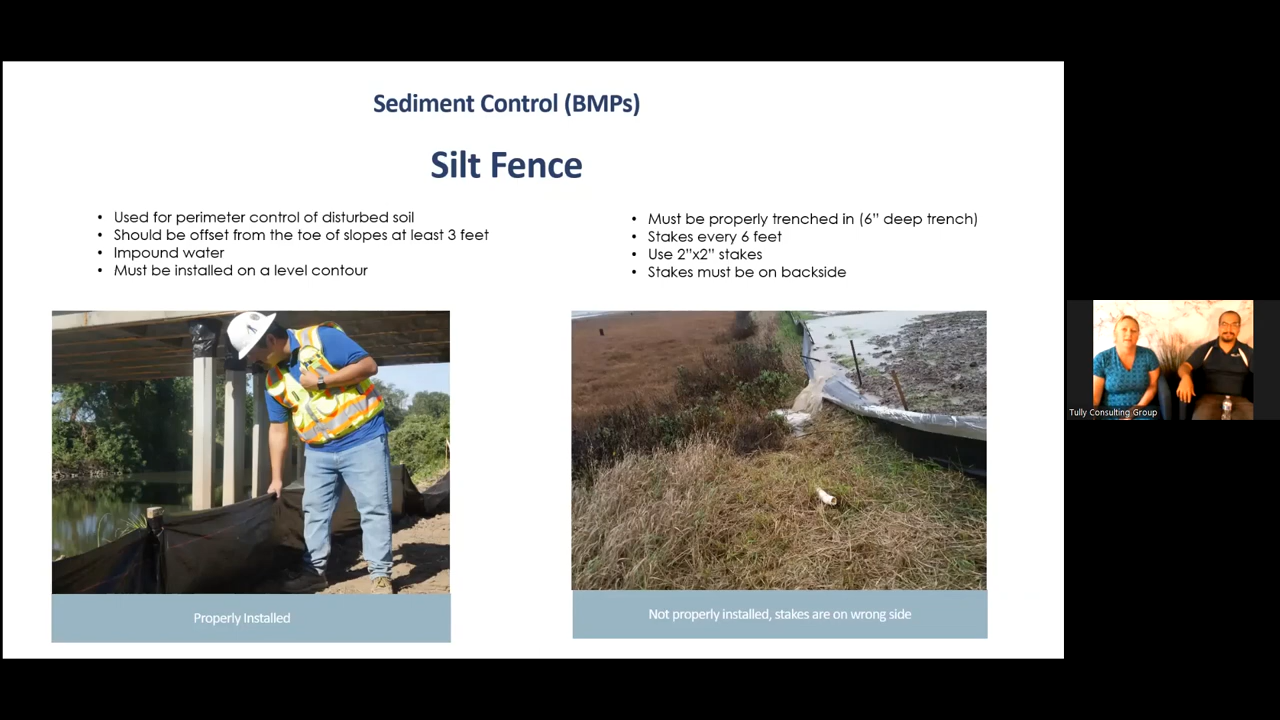 Sediment Control (BMPs)
Silt Fence
• Used for perimeter control of disturbed soil
• Should be offset from the toe of slopes at least 3 feet
• Impound water
• Must be installed on a level contour
• Must be properly trenched in (6” deep trench)
• Stakes every 6 feet
• Use 2”x2” stakes
• Stakes must be on backside
Properly Installed
Not properly installed, stakes are on wrong side
Tully Consulting Group